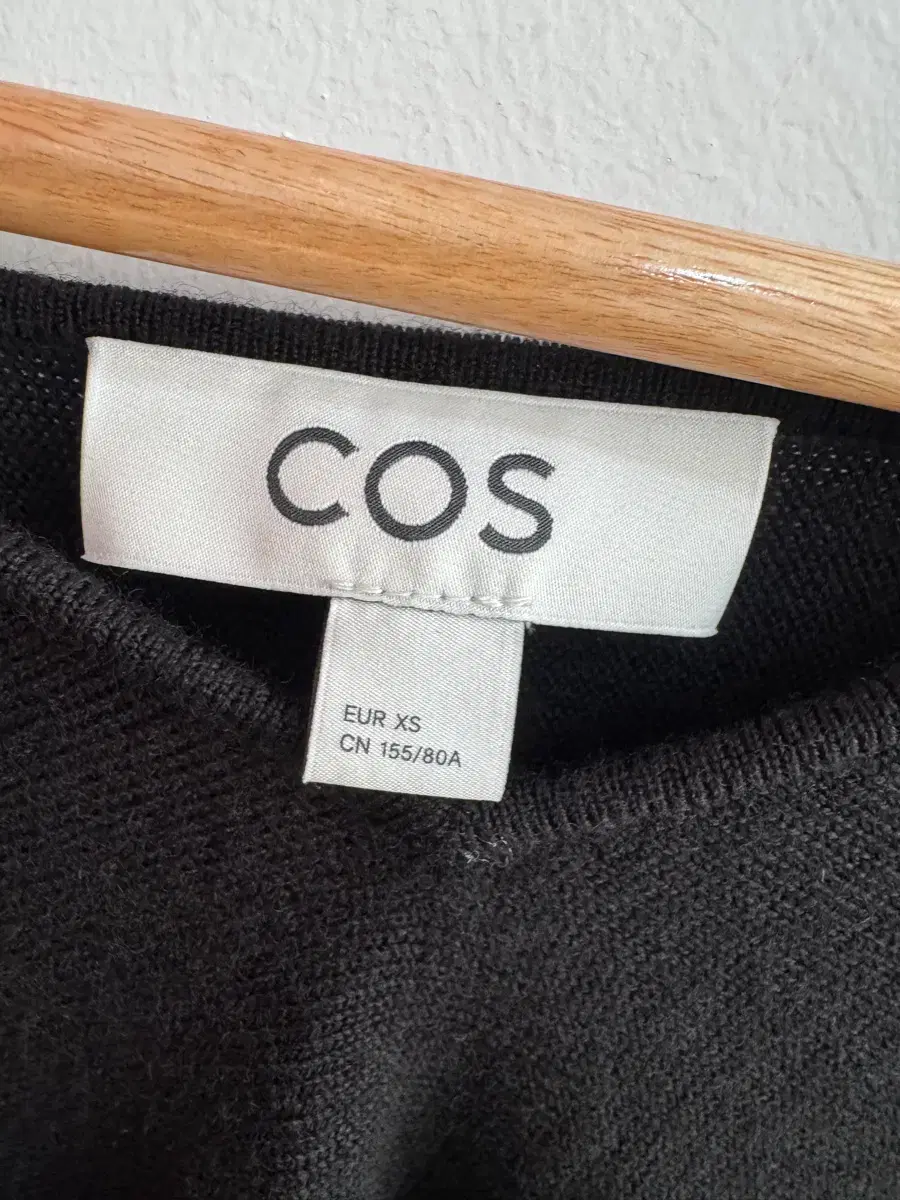 COS
EUR XS
CN 155/80A